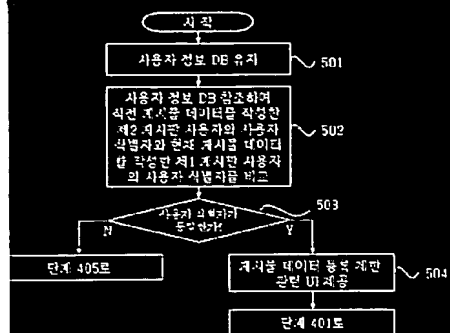 시 작
사용자 정보 DB 유지
501
사용자 정보 DB 참조하여
직전 게시물 데이터를 작성한
제2 게시판 사용자의 사용자
식별자와 현재 게시물 데이터
를 작성한 제1 게시판 사용자
의 사용자 식별자를 비교
502
사용자 식별자가
동일한가?
503
N
Y
단계 405로
게시물 데이터 등록 제한
관련 UI 제공
504
단계 401로